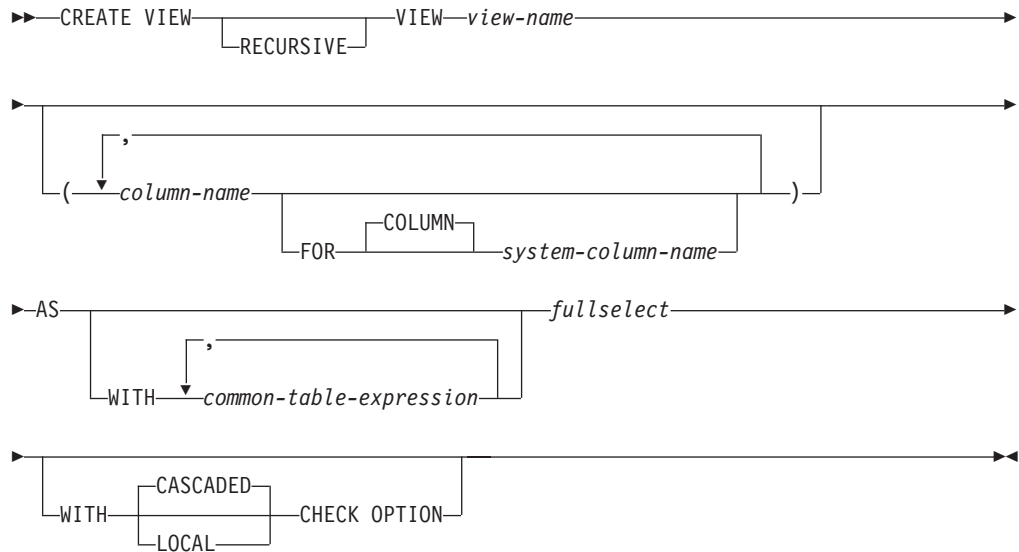 CREATE VIEW VIEW view-name
RECURSIVE
,
( column-name )
COLUMN
FOR system-column-name
AS fullselect
,
WITH common-table-expression
CASCADED
WITH CHECK OPTION
LOCAL